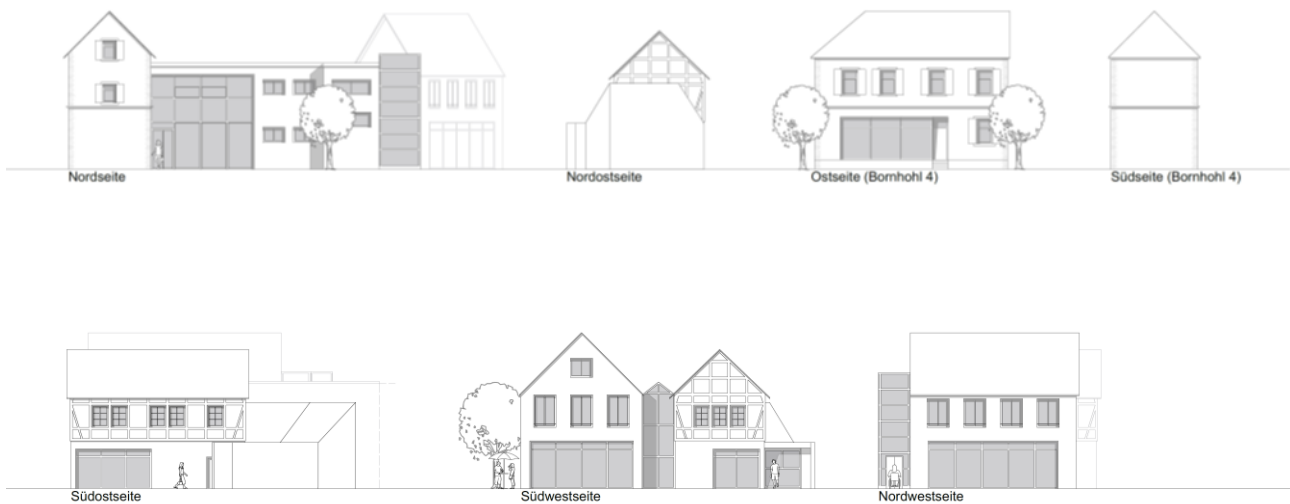 Nordseite
Nordostseite
Ostseite (Bornhohl 4)
Südseite (Bornhohl 4)
Südostseite
Südwestseite
Nordwestseite